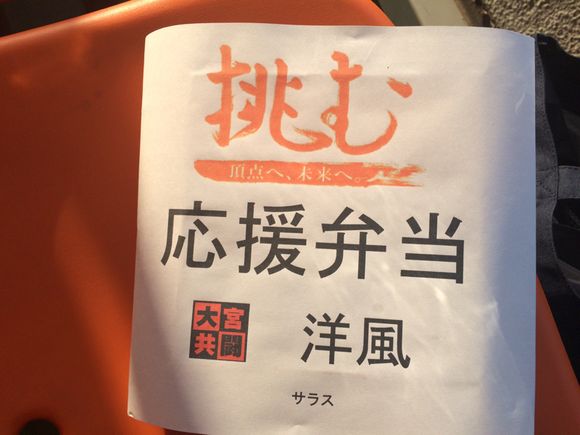 挑む
頂点へ、未来へ。
応援弁当
大宮
共闘
洋風
サラス